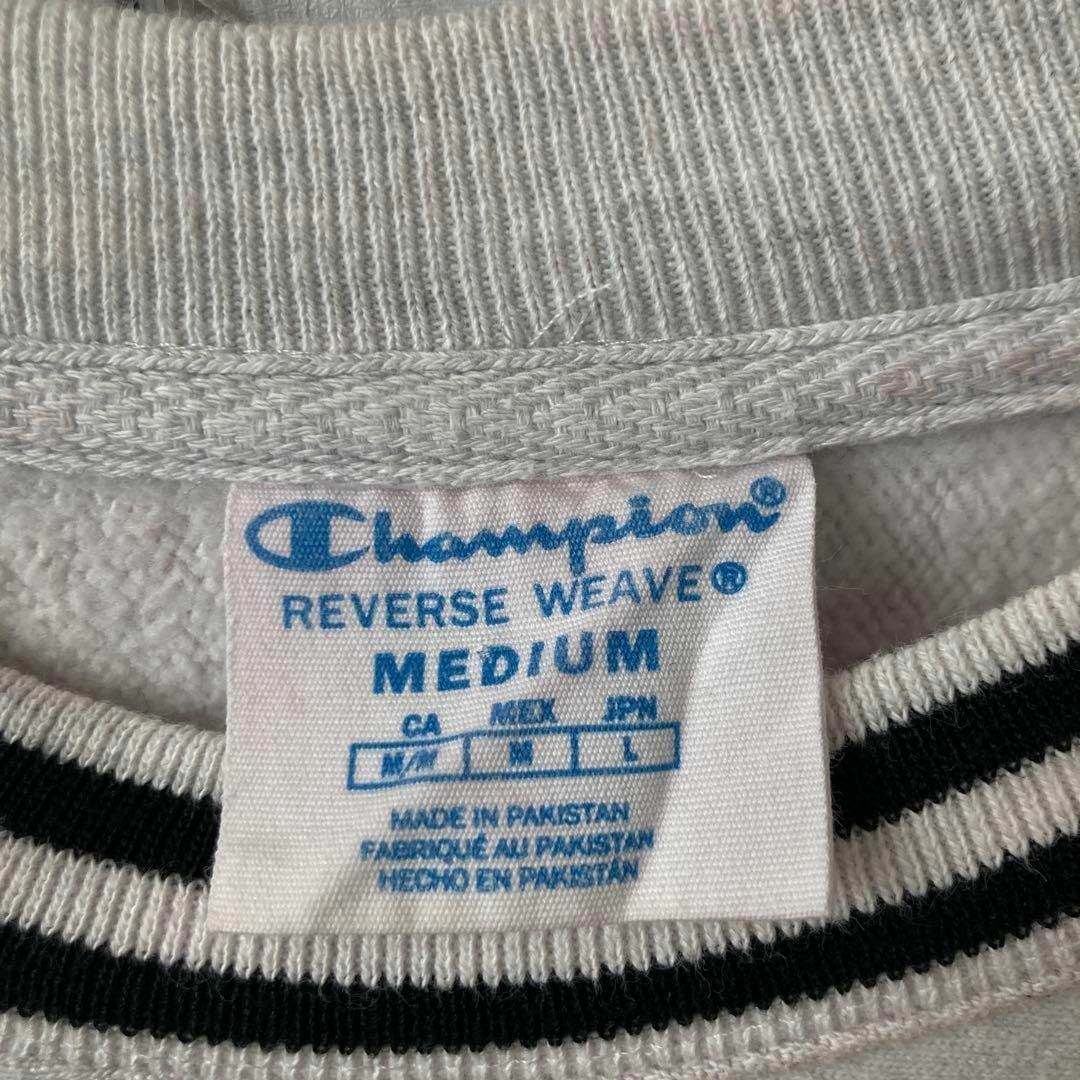 Champion®
REVERSE WEAVE®
MEDIUM
CA MEX JPN
M/M M L
MADE IN PAKISTAN
FABRIQUÉ AU PAKISTAN
HECHO EN PAKISTÁN